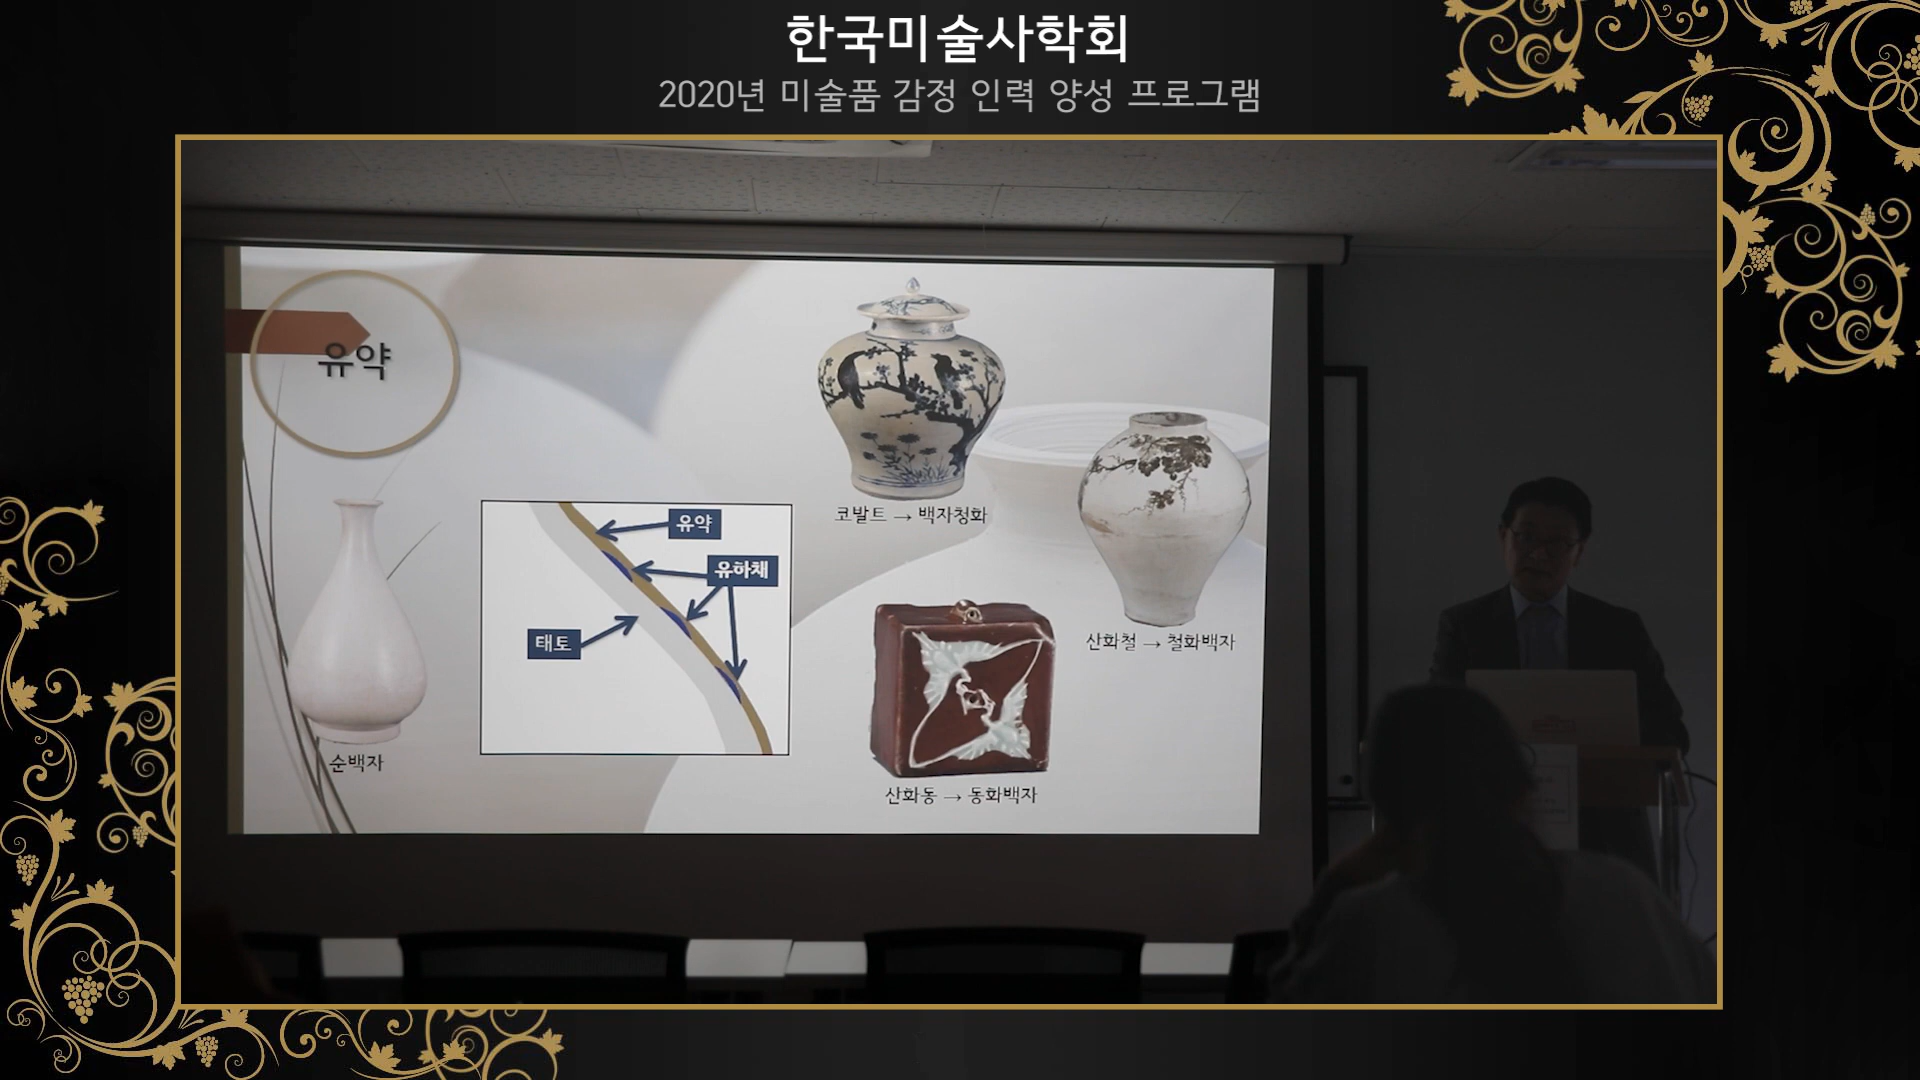 한국미술사학회
2020년 미술품 감정 인력 양성 프로그램
유약
유약
유하채
태토
순백자
코발트 → 백자청화
산화철 → 철화백자
산화동 → 동화백자